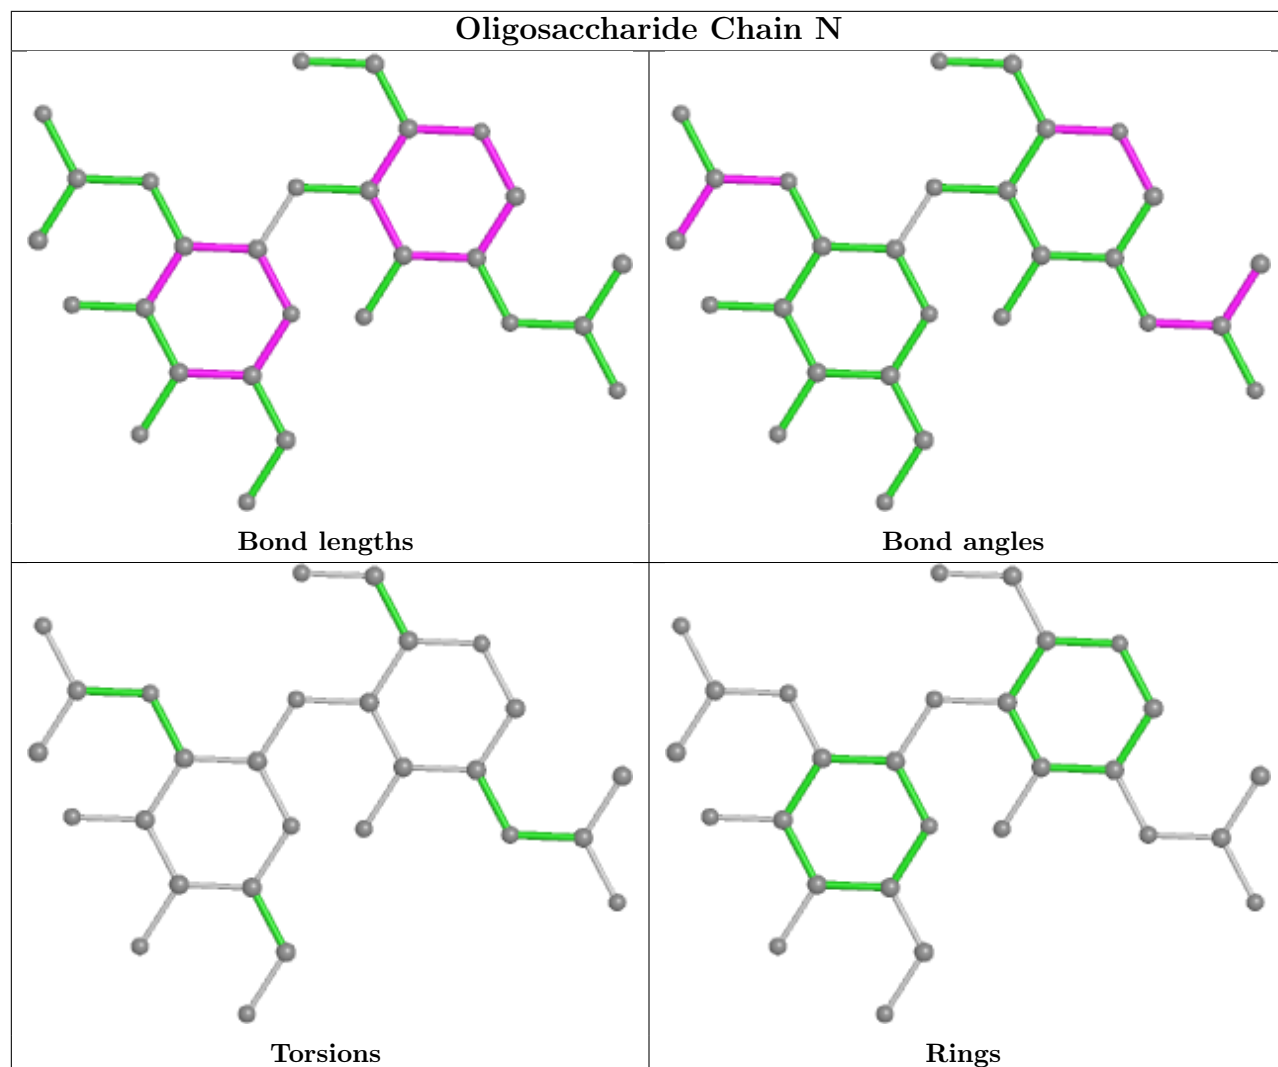 Oligosaccharide Chain N
Bond lengths
Bond angles
Torsions
Rings